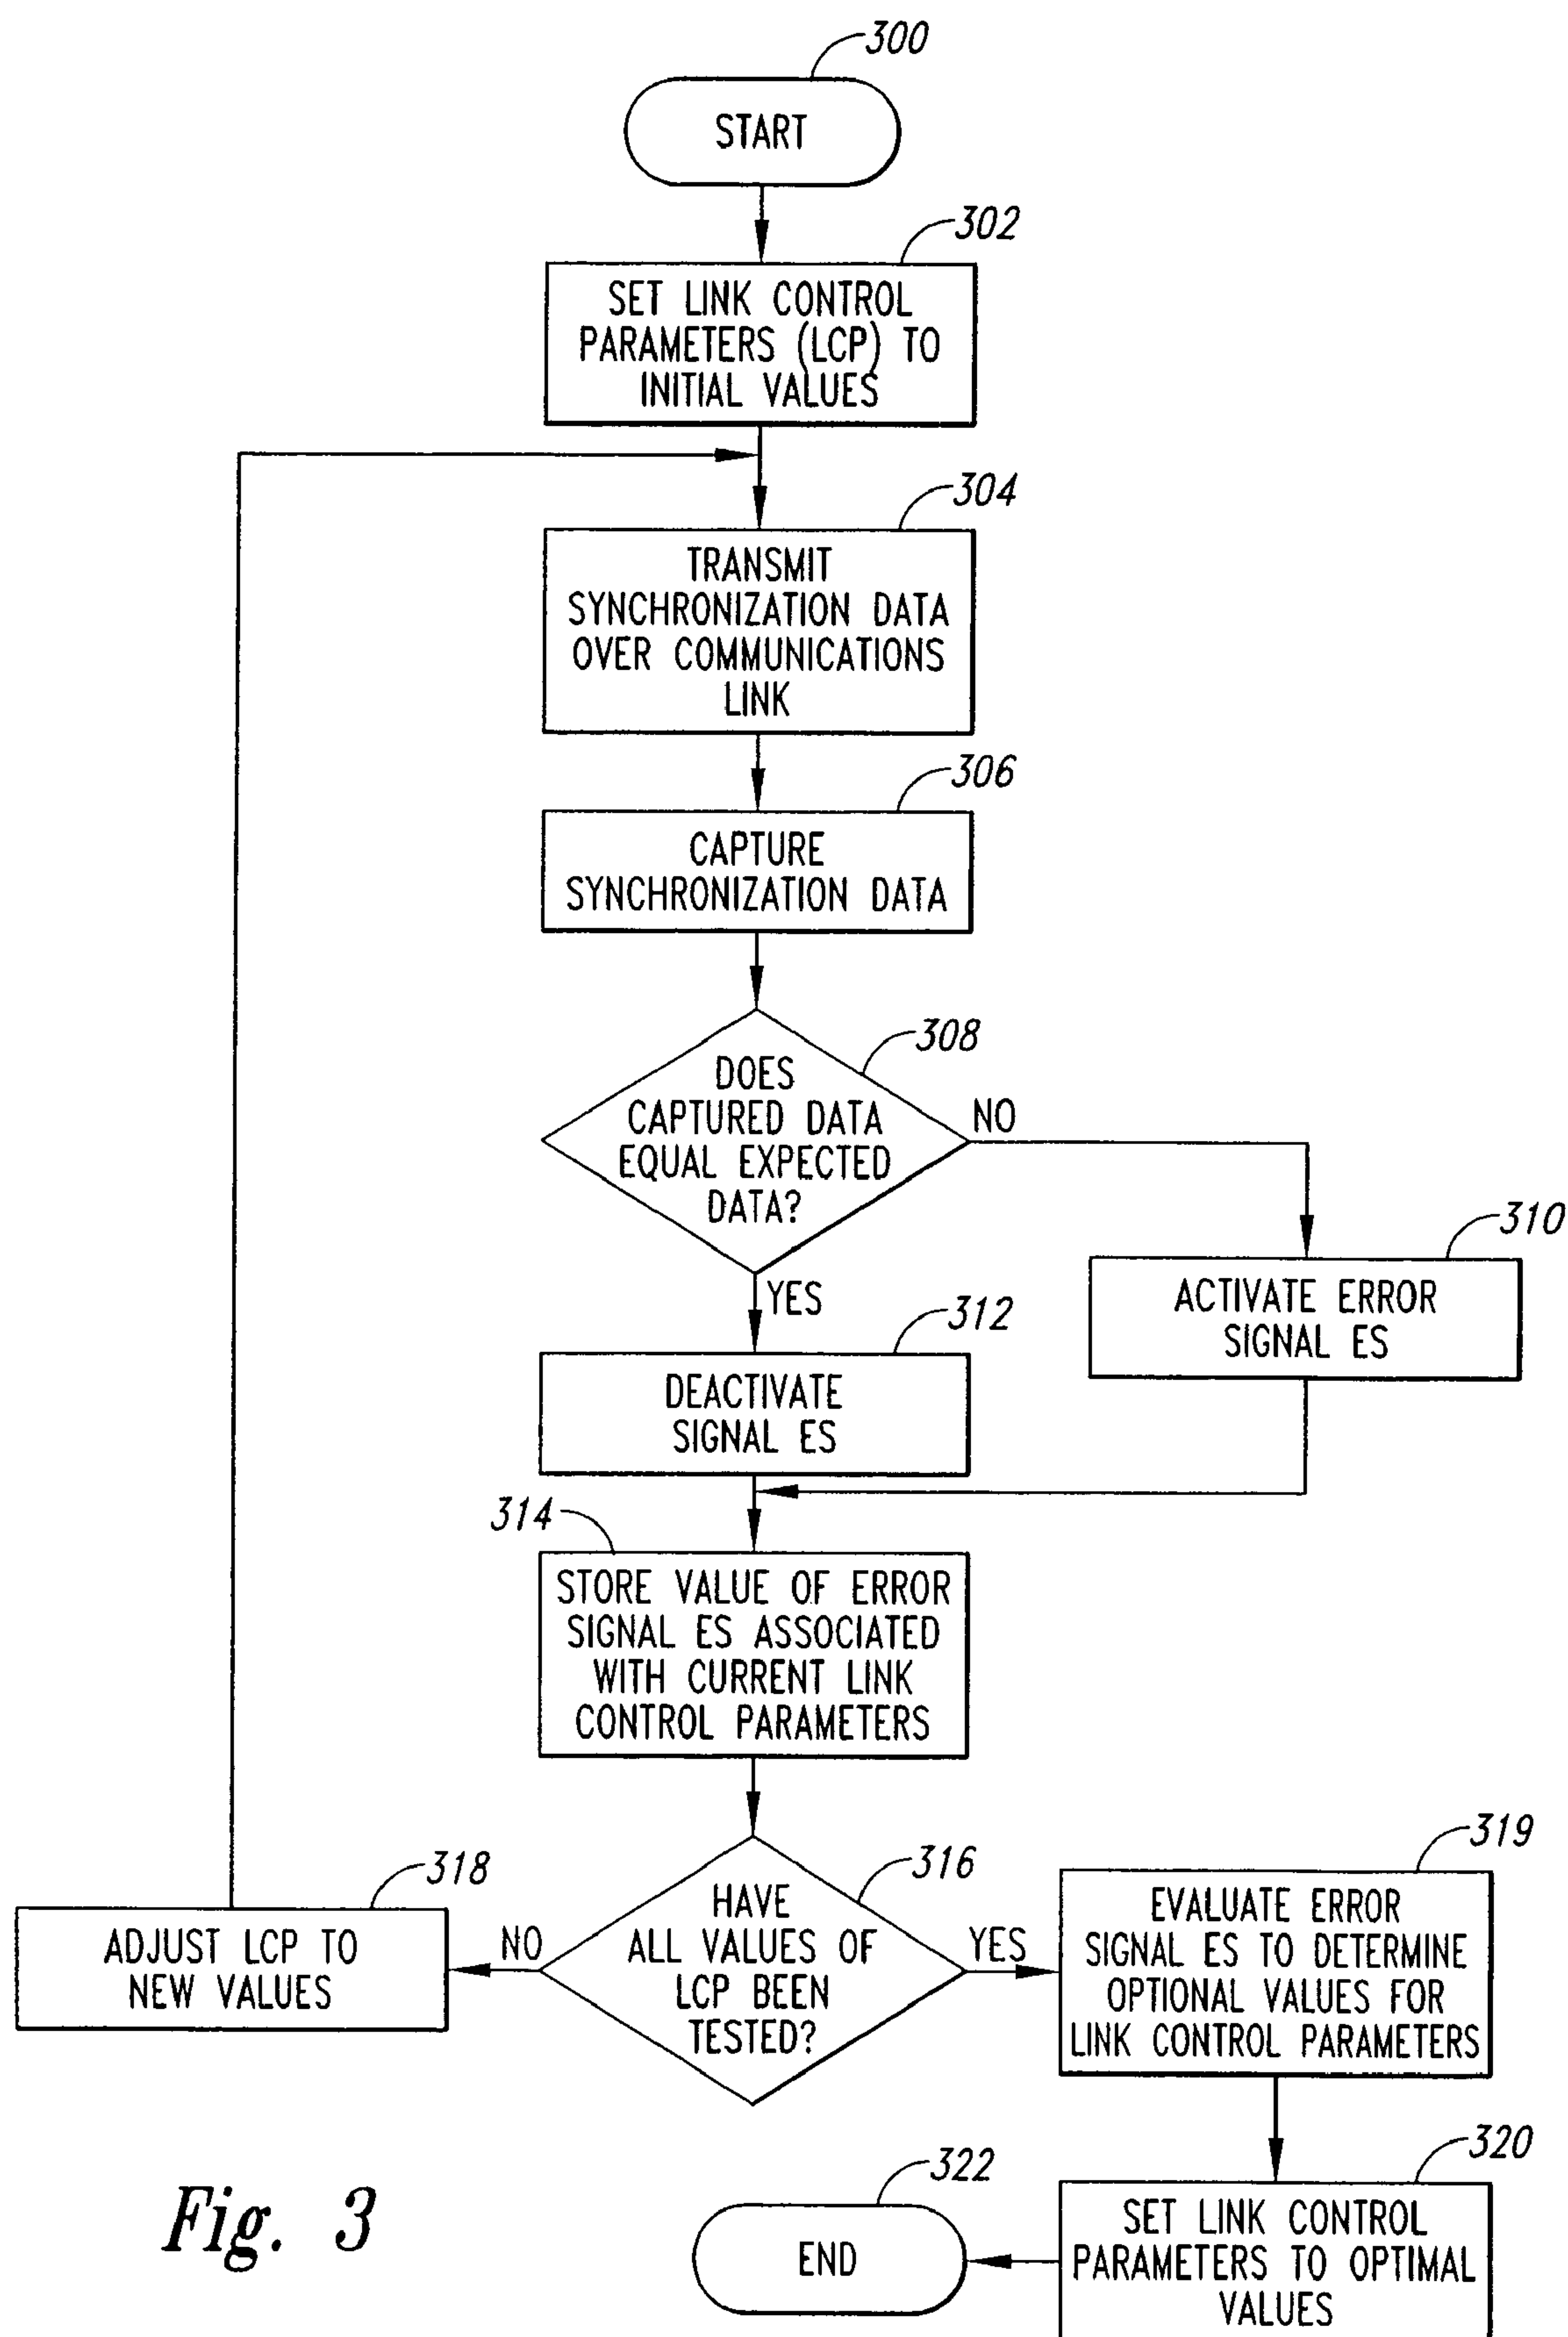 300
START
302
SET LINK CONTROL
PARAMETERS (LCP) TO
INITIAL VALUES
304
TRANSMIT
SYNCHRONIZATION DATA
OVER COMMUNICATIONS
LINK
306
CAPTURE
SYNCHRONIZATION DATA
308
DOES
CAPTURED DATA
EQUAL EXPECTED
DATA?
NO
310
ACTIVATE ERROR
SIGNAL ES
YES
312
DEACTIVATE
SIGNAL ES
314
STORE VALUE OF ERROR
SIGNAL ES ASSOCIATED
WITH CURRENT LINK
CONTROL PARAMETERS
316
HAVE
ALL VALUES OF
LCP BEEN
TESTED?
NO
318
ADJUST LCP TO
NEW VALUES
YES
319
EVALUATE ERROR
SIGNAL ES TO DETERMINE
OPTIONAL VALUES FOR
LINK CONTROL PARAMETERS
320
SET LINK CONTROL
PARAMETERS TO OPTIMAL
VALUES
322
END
Fig. 3